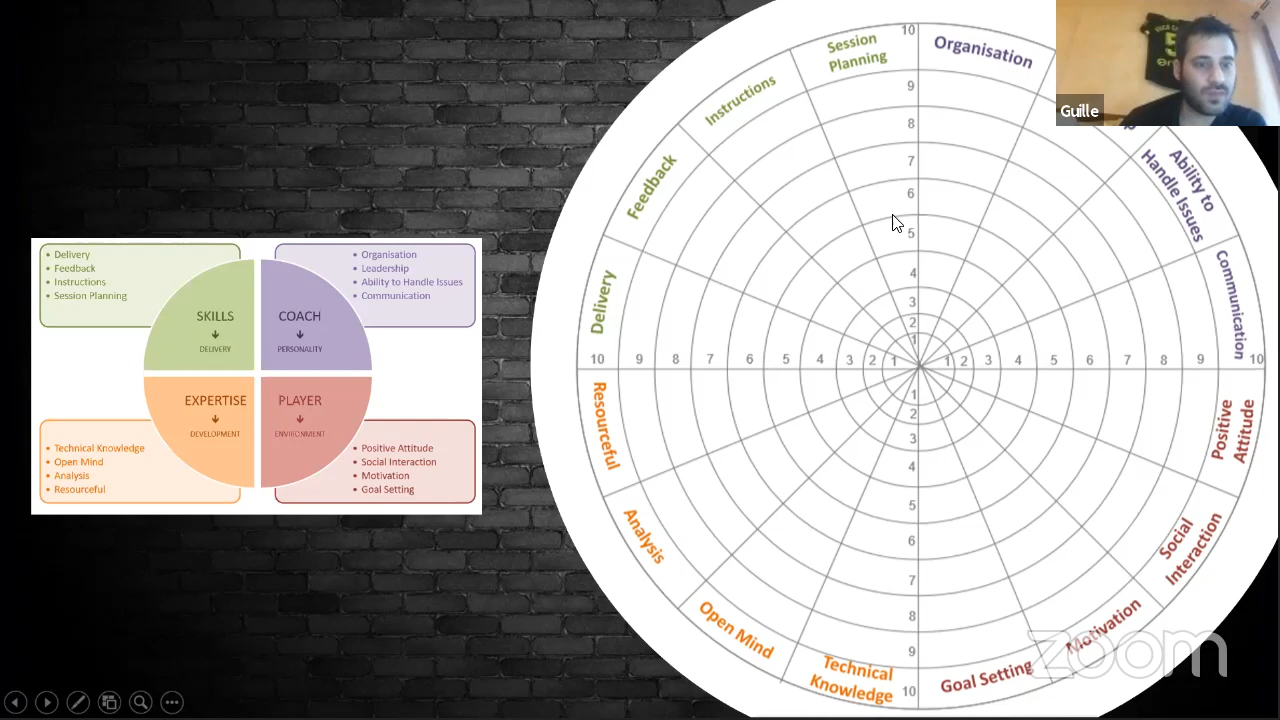 • Delivery
• Feedback
• Instructions
• Session Planning
• Organisation
• Leadership
• Ability to Handle Issues
• Communication
SKILLS
DELIVERY
COACH
PERSONALITY
EXPERTISE
DEVELOPMENT
PLAYER
ENVIRONMENT
• Technical Knowledge
• Open Mind
• Analysis
• Resourceful
• Positive Attitude
• Social Interaction
• Motivation
• Goal Setting
Session
Planning
Organisation
Instructions
Feedback
Delivery
Ability to
Handle Issues
Communication
10
9
8
7
6
5
4
3
2
1
10 9 8 7 6 5 4 3 2 1 1 2 3 4 5 6 7 8 9 10
1
2
3
4
5
6
7
8
9
10
Resourceful
Analysis
Open Mind
Technical
Knowledge
Goal Setting
Motivation
Social
Interaction
Positive
Attitude
Guille
zoom